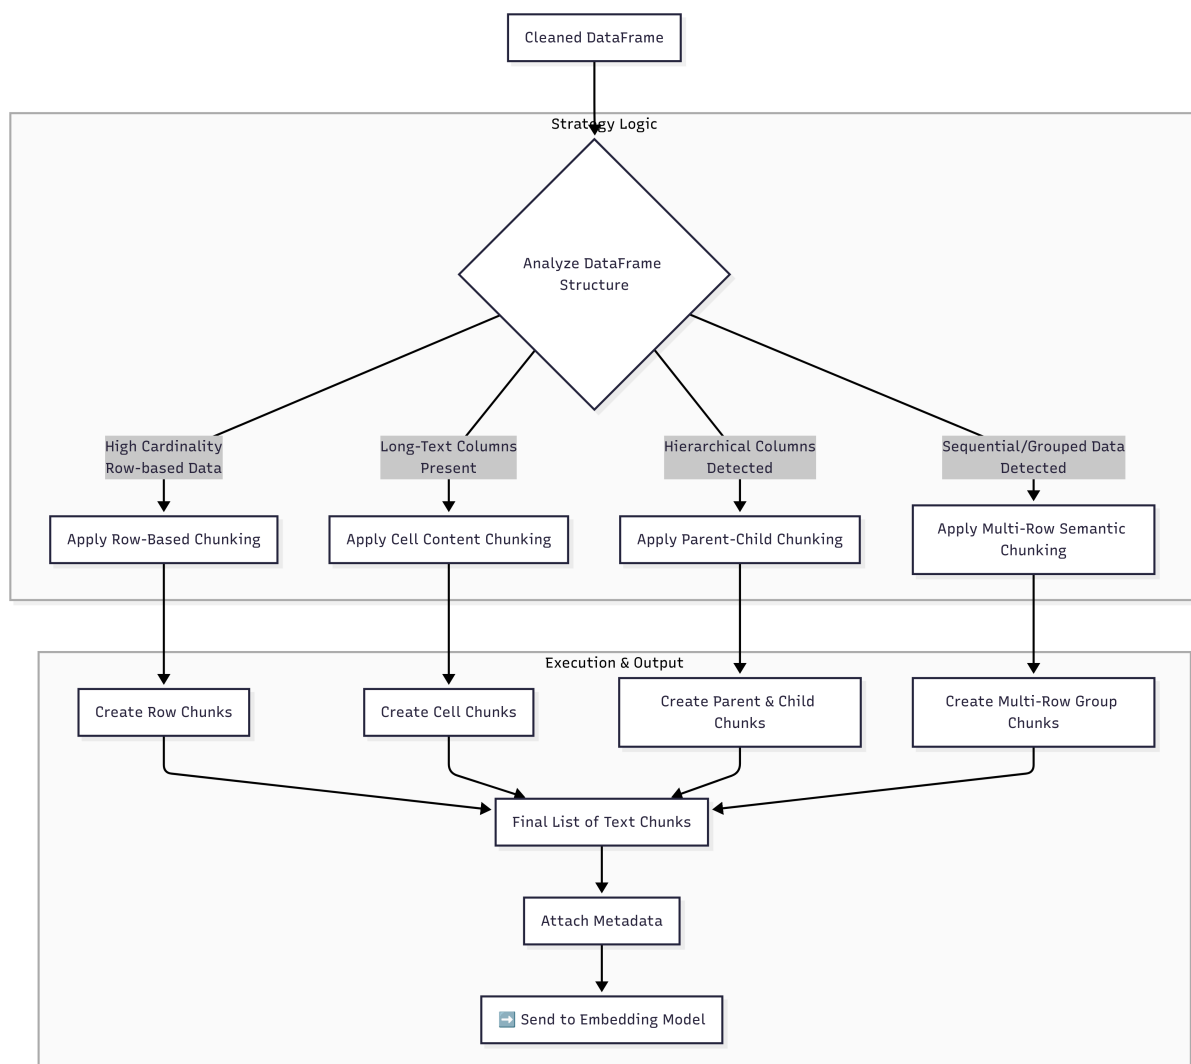 Cleaned DataFrame
Strategy Logic
Analyze DataFrame
Structure
High Cardinality
Row-based Data
Long-Text Columns
Present
Hierarchical Columns
Detected
Sequential/Grouped Data
Detected
Apply Row-Based Chunking
Apply Cell Content Chunking
Apply Parent-Child Chunking
Apply Multi-Row Semantic
Chunking
Execution & Output
Create Row Chunks
Create Cell Chunks
Create Parent & Child
Chunks
Create Multi-Row Group
Chunks
Final List of Text Chunks
Attach Metadata
➡️ Send to Embedding Model